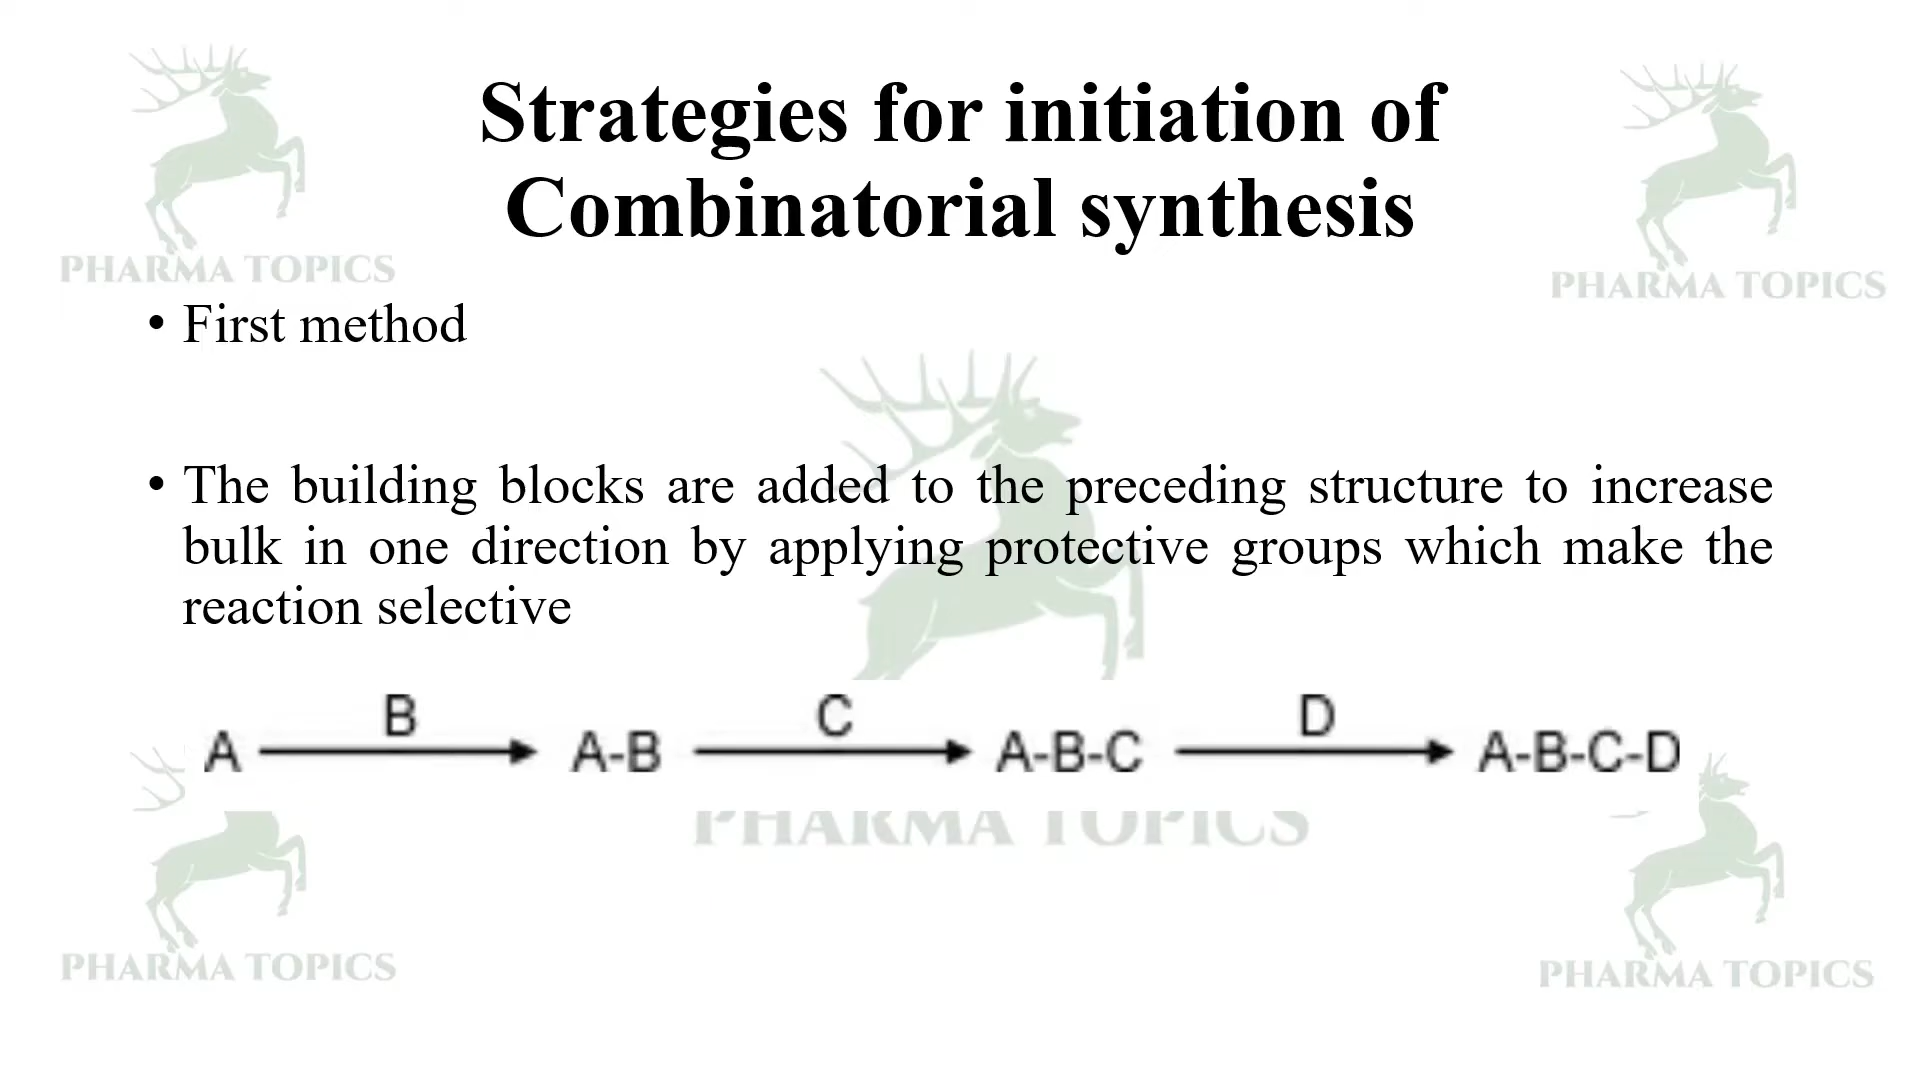 Strategies for initiation of
Combinatorial synthesis
PHARMA TOPICS
PHARMA TOPICS
• First method
• The building blocks are added to the preceding structure to increase
bulk in one direction by applying protective groups which make the
reaction selective
B C D
A A-B A-B-C A-B-C-D
PHARMA TOPICS
PHARMA TOPICS
PHARMA TOPICS